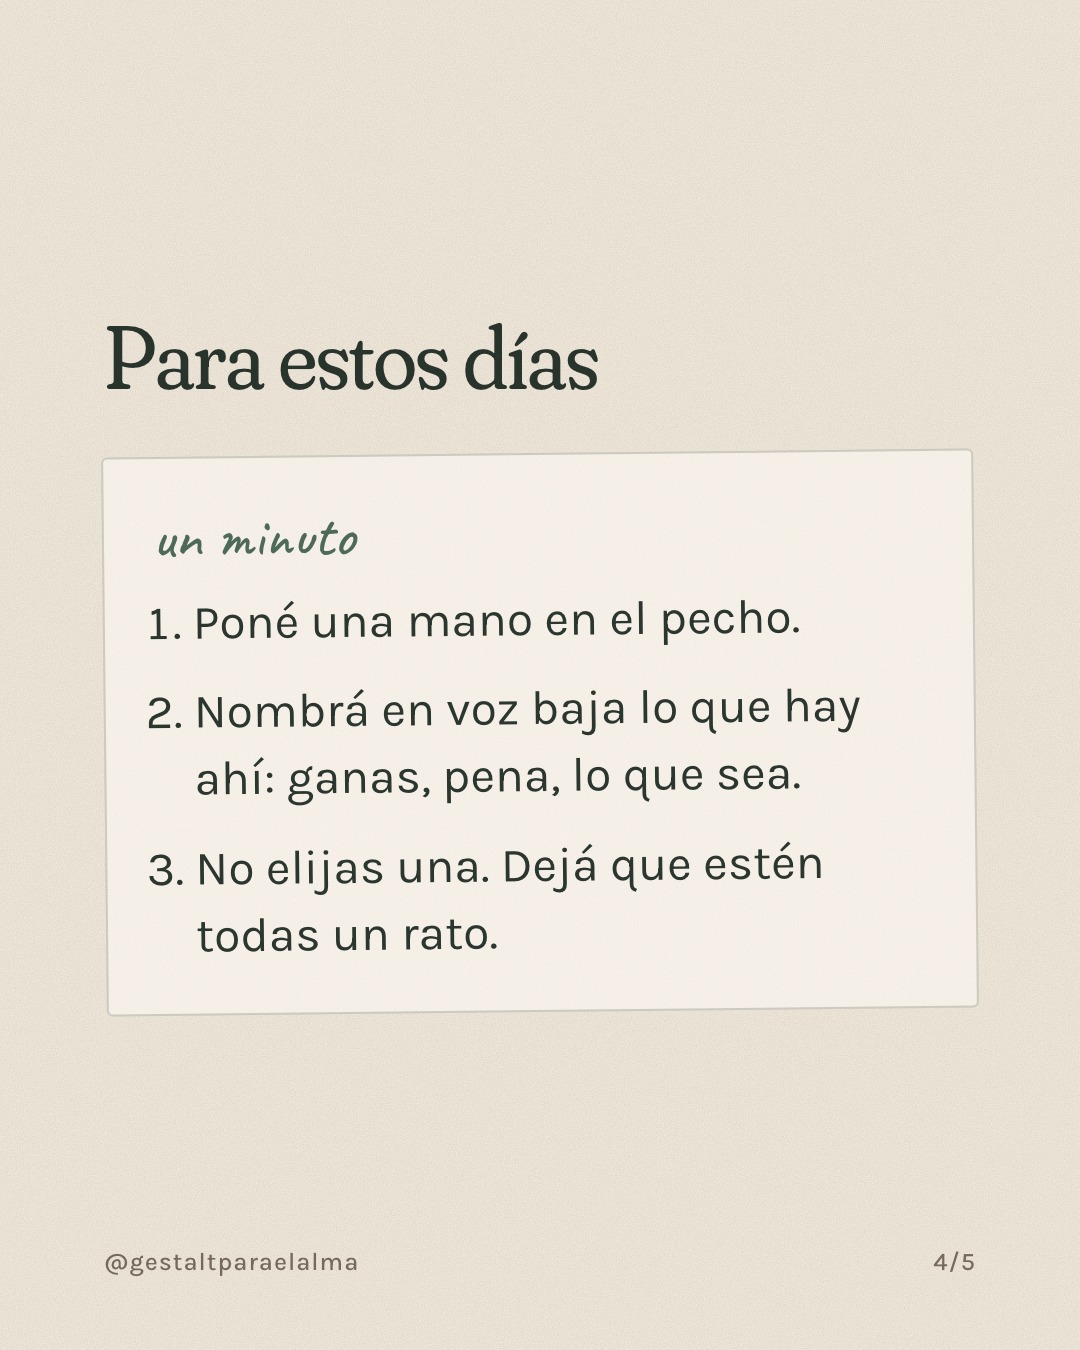 Para estos días
un minuto
1. Poné una mano en el pecho.
2. Nombrá en voz baja lo que hay
ahí: ganas, pena, lo que sea.
3. No elijas una. Dejá que estén
todas un rato.
@gestaltparaelalma
4/5